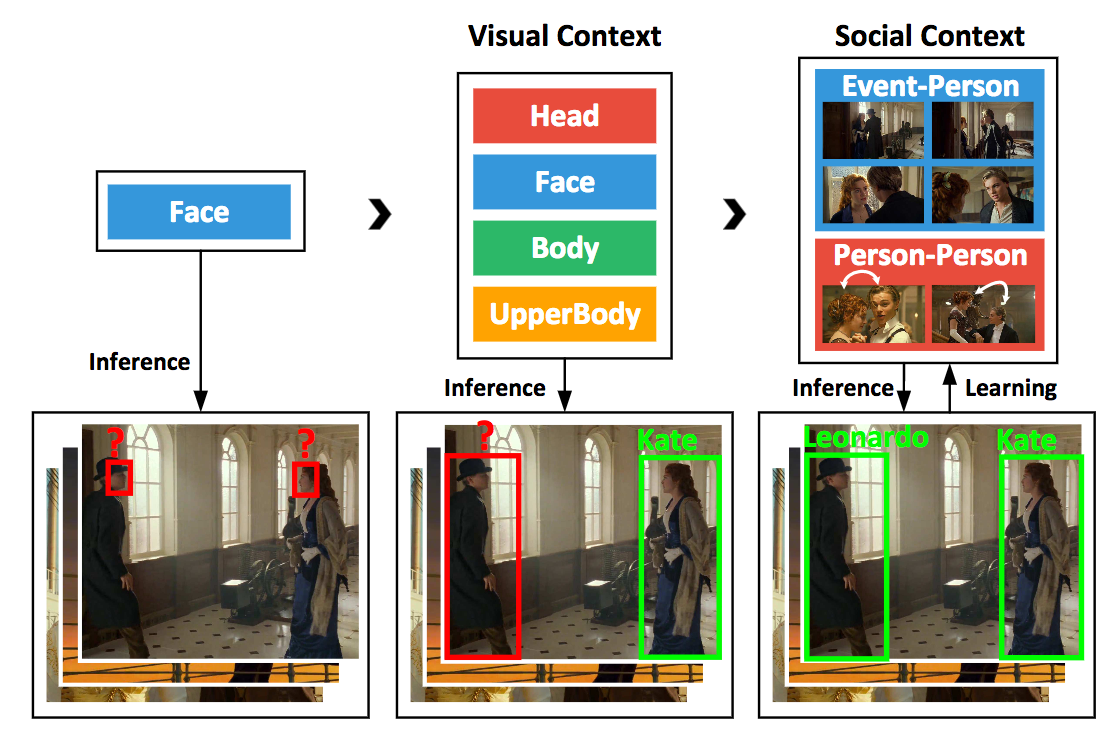 Visual Context
Social Context
Face
Head
Face
Body
UpperBody
Event-Person
Person-Person
Inference
Inference
Inference
Learning
?
?
?
Kate
Leonardo
Kate